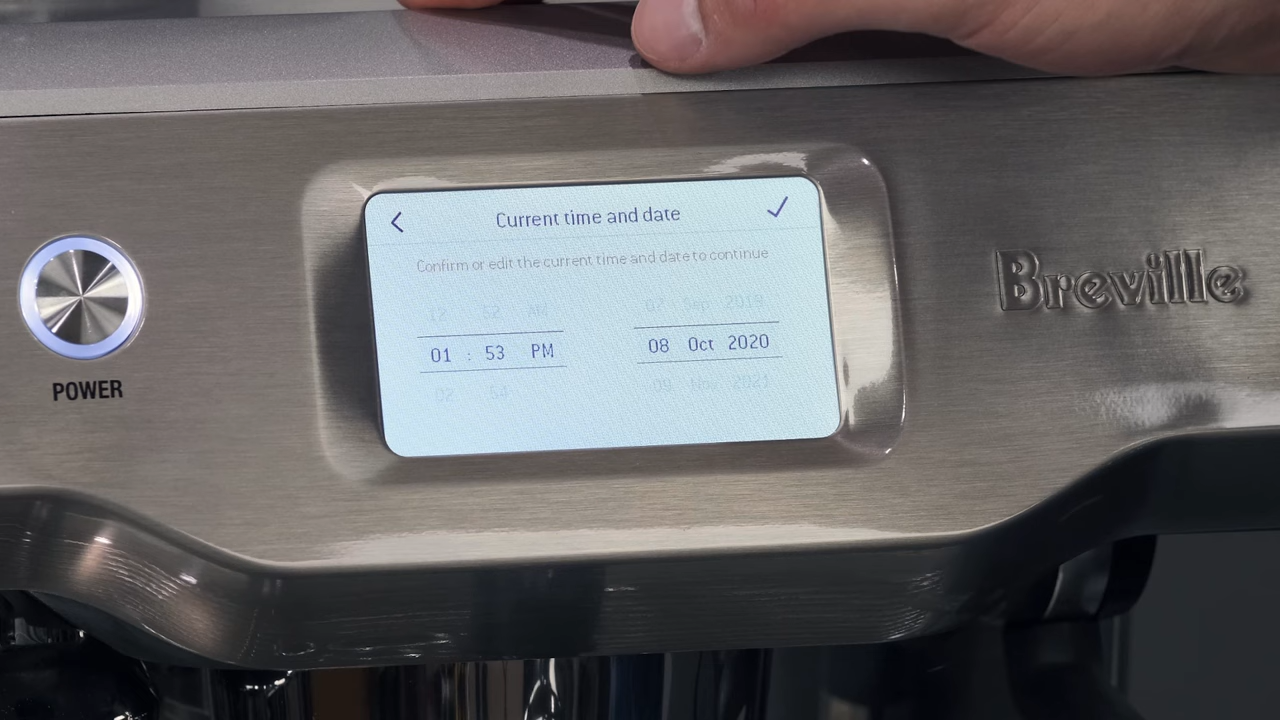 Current time and date
Confirm or edit the current time and date to continue
12 52 AM
07 Sep 2019
01 : 53 PM
08 Oct 2020
02 54
09 Nov 2021
POWER
Breville